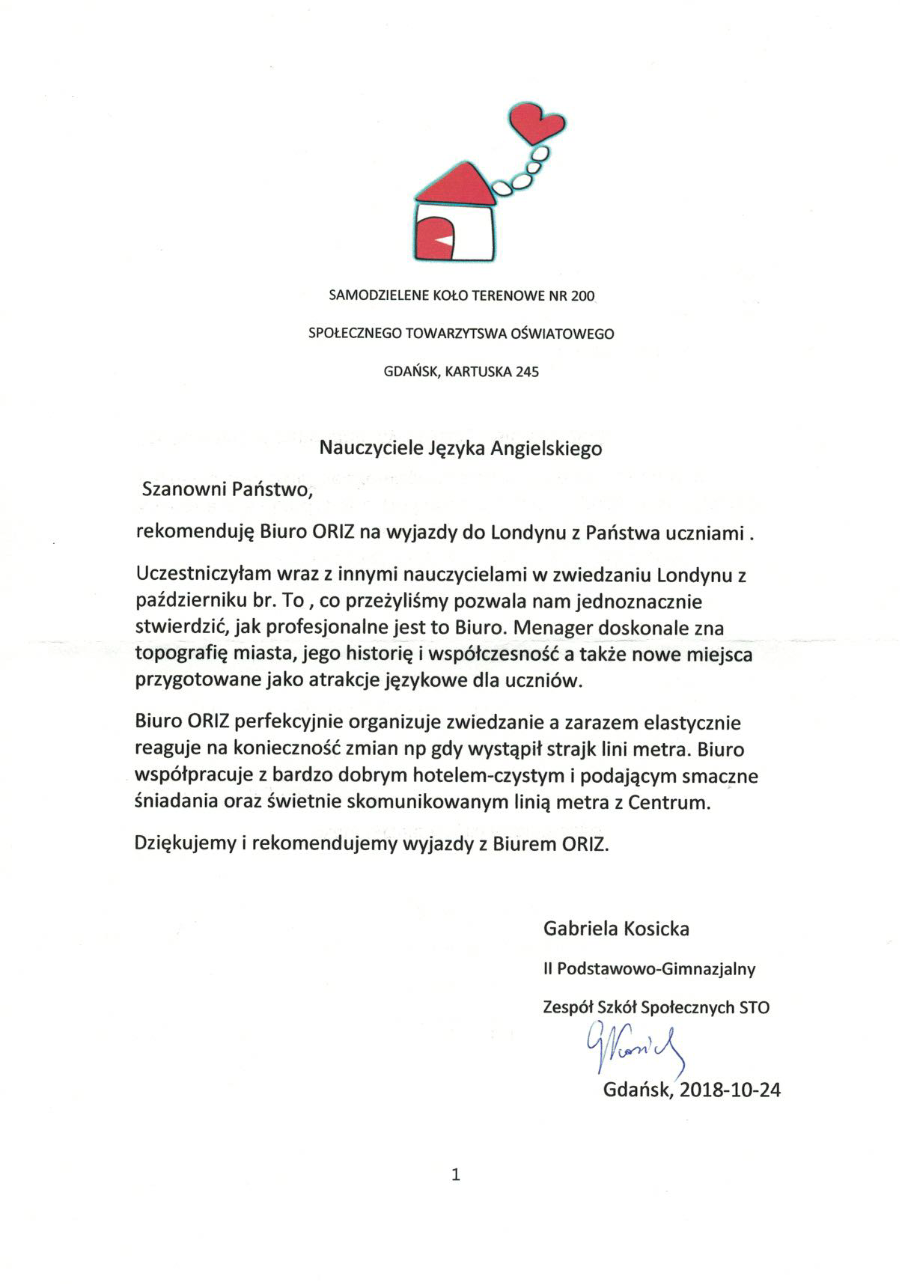 SAMODZIELENE KOŁO TERENOWE NR 200
SPOŁECZNEGO TOWARZYTSWA OŚWIATOWEGO
GDAŃSK, KARTUSKA 245
Nauczyciele Języka Angielskiego
Szanowni Państwo,
rekomenduję Biuro ORIZ na wyjazdy do Londynu z Państwa uczniami .
Uczestniczyłam wraz z innymi nauczycielami w zwiedzaniu Londynu z
październiku br. To , co przeżyliśmy pozwala nam jednoznacznie
stwierdzić, jak profesjonalne jest to Biuro. Menager doskonale zna
topografię miasta, jego historię i współczesność a także nowe miejsca
przygotowane jako atrakcje językowe dla uczniów.
Biuro ORIZ perfekcyjnie organizuje zwiedzanie a zarazem elastycznie
reaguje na konieczność zmian np gdy wystąpił strajk lini metra. Biuro
współpracuje z bardzo dobrym hotelem-czystym i podającym smaczne
śniadania oraz świetnie skomunikowanym linią metra z Centrum.
Dziękujemy i rekomendujemy wyjazdy z Biurem ORIZ.
Gabriela Kosicka
II Podstawowo-Gimnazjalny
Zespół Szkół Społecznych STO
Gdańsk, 2018-10-24
1